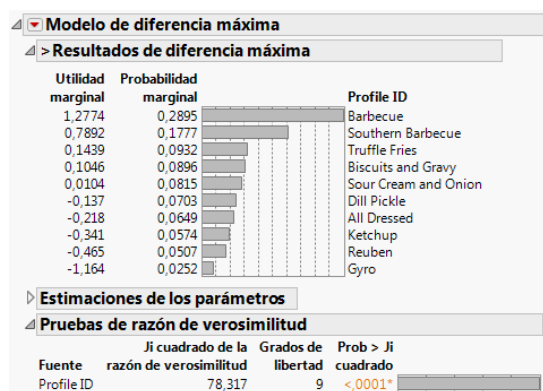 Modelo de diferencia máxima
> Resultados de diferencia máxima
Utilidad Probabilidad
marginal marginal Profile ID
1,2774 0,2895 Barbecue
0,7892 0,1777 Southern Barbecue
0,1439 0,0932 Truffle Fries
0,1046 0,0896 Biscuits and Gravy
0,0104 0,0815 Sour Cream and Onion
-0,137 0,0703 Dill Pickle
-0,218 0,0649 All Dressed
-0,341 0,0574 Ketchup
-0,465 0,0507 Reuben
-1,164 0,0252 Gyro
Estimaciones de los parámetros
Pruebas de razón de verosimilitud
Ji cuadrado de la Grados de Prob > Ji
Fuente razón de verosimilitud libertad cuadrado
Profile ID 78,317 9 <,0001*